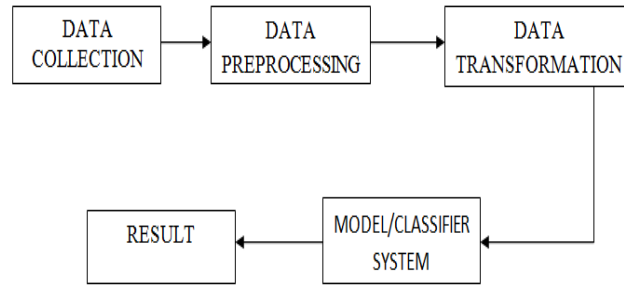 DATA
COLLECTION
DATA
PREPROCESSING
DATA
TRANSFORMATION
MODEL/CLASSIFIER
SYSTEM
RESULT